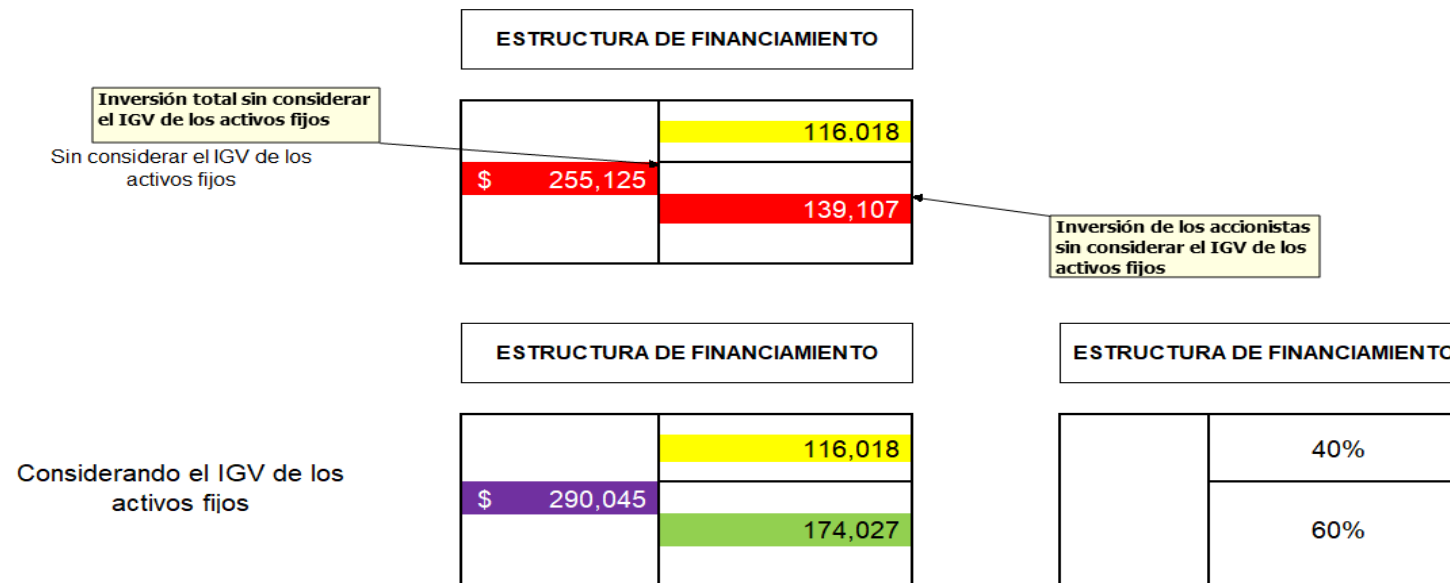 ESTRUCTURA DE FINANCIAMIENTO
Inversión total sin considerar
el IGV de los activos fijos
Sin considerar el IGV de los
activos fijos
116,018
$ 255,125
139,107
Inversión de los accionistas
sin considerar el IGV de los
activos fijos
ESTRUCTURA DE FINANCIAMIENTO
ESTRUCTURA DE FINANCIAMIENTO
Considerando el IGV de los
activos fijos
116,018
$ 290,045
174,027
40%
60%